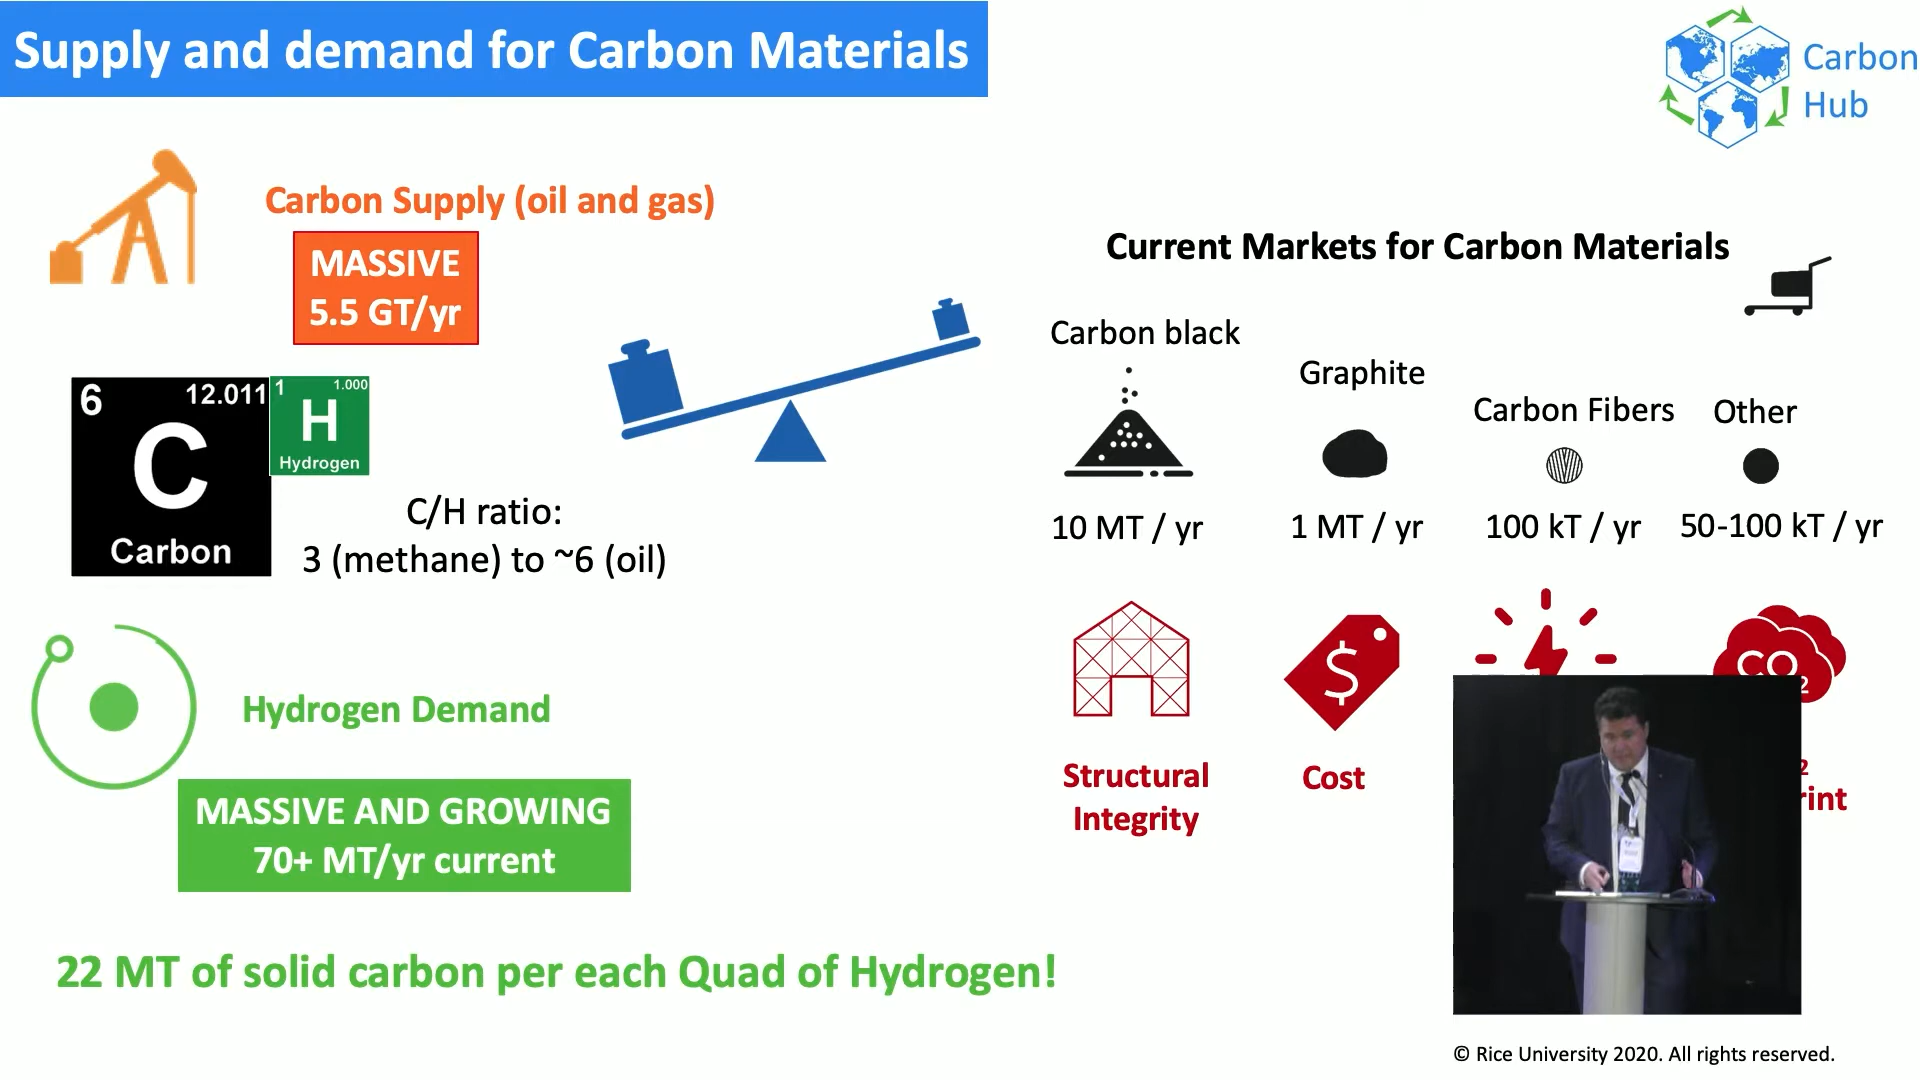 Supply and demand for Carbon Materials
Carbon
Hub
Carbon Supply (oil and gas)
MASSIVE
5.5 GT/yr
6 12.011
C
Carbon
1 1.000
H
Hydrogen
C/H ratio:
3 (methane) to ~6 (oil)
Hydrogen Demand
MASSIVE AND GROWING
70+ MT/yr current
22 MT of solid carbon per each Quad of Hydrogen!
Current Markets for Carbon Materials
Carbon black
Graphite
Carbon Fibers
Other
10 MT / yr
1 MT / yr
100 kT / yr
50-100 kT / yr
$
CO2
Structural
Integrity
Cost
© Rice University 2020. All rights reserved.